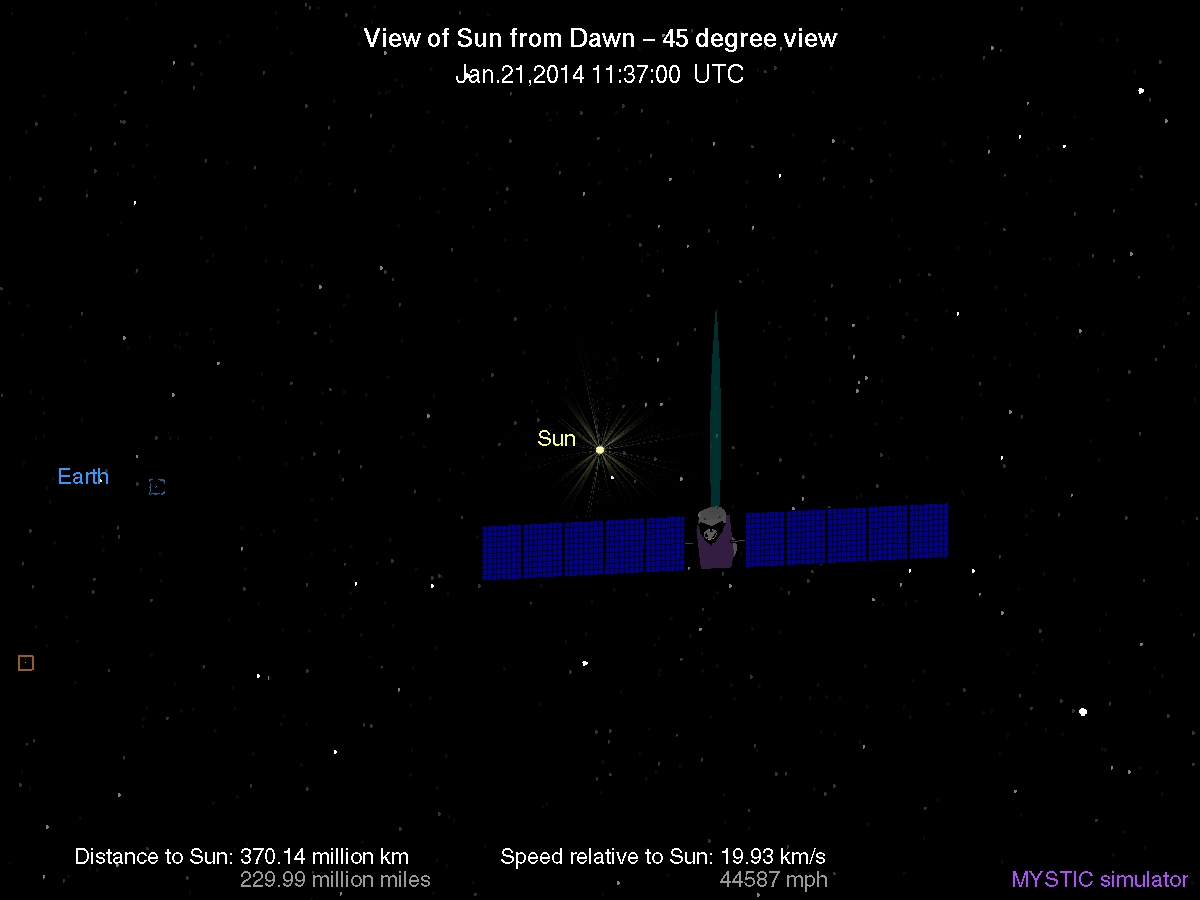 View of Sun from Dawn – 45 degree view
Jan.21,2014 11:37:00 UTC
Sun
Earth
Distance to Sun: 370.14 million km
229.99 million miles
Speed relative to Sun: 19.93 km/s
44587 mph
MYSTIC simulator